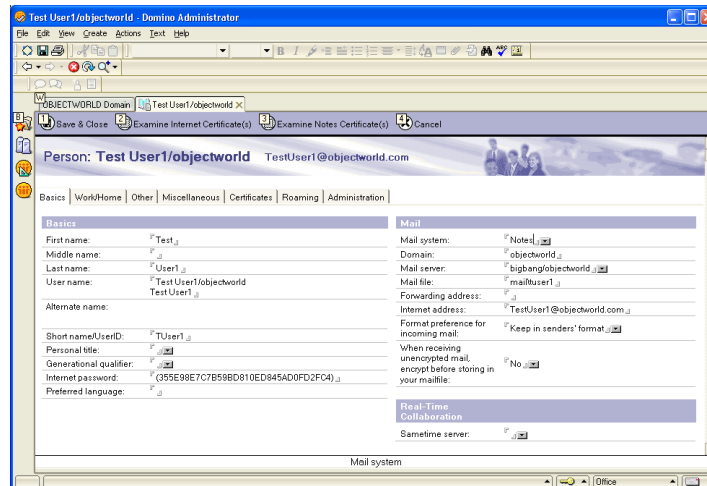 Test User1/objectworld - Domino Administrator
File Edit View Create Actions Text Help
W
OBJECTWORLD Domain Test User1/objectworld
1 Save & Close 2 Examine Internet Certificate(s) 3 Examine Notes Certificate(s) 4 Cancel
Person: Test User1/objectworld TestUser1@objectworld.com
Basics Work/Home Other Miscellaneous Certificates Roaming Administration
Basics
First name: Test
Middle name:
Last name: User1
User name: Test User1/objectworld
Test User1
Alternate name:
Short name/UserID: TUser1
Personal title:
Generational qualifier:
Internet password: (355E98E7C7B59BD810ED845AD0FD2FC4)
Preferred language:
Mail
Mail system: Notes
Domain: objectworld
Mail server: bigbang/objectworld
Mail file: mail\tuser1
Forwarding address:
Internet address: TestUser1@objectworld.com
Format preference for
incoming mail: Keep in senders' format
When receiving
unencrypted mail,
encrypt before storing in
your mailfile: No
Real-Time
Collaboration
Sametime server:
Mail system
Office